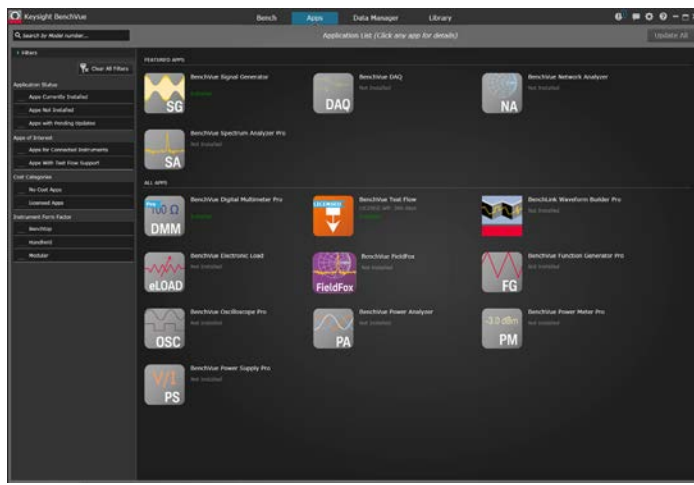 Keysight BenchVue
Bench
Apps
Data Manager
Library
Search by Model number...
Application List (Click any app for details)
Update All
Filters
Clear All Filters
Application Status
Apps Currently Installed
Apps Not Installed
Apps with Pending Updates
Apps of Interest
Apps for Connected Instruments
Apps With Test Flow Support
Cost Categories
No Cost Apps
Licensed Apps
Instrument Form Factor
Benchtop
Handheld
Modular
FEATURED APPS
SG
BenchVue Signal Generator
DAQ
BenchVue DAQ
Not Installed
NA
BenchVue Network Analyzer
Not Installed
SA
BenchVue Spectrum Analyzer Pro
Not Installed
ALL APPS
Pro
100 Ω
DMM
BenchVue Digital Multimeter Pro
LICENSED
BenchVue Test Flow
BenchLink Waveform Builder Pro
Not Installed
eLOAD
BenchVue Electronic Load
Not Installed
FieldFox
BenchVue FieldFox
Not Installed
FG
BenchVue Function Generator Pro
Not Installed
OSC
BenchVue Oscilloscope Pro
Not Installed
PA
BenchVue Power Analyzer
Not Installed
-3.0 dBm
PM
BenchVue Power Meter Pro
Not Installed
V/I
PS
BenchVue Power Supply Pro
Not Installed